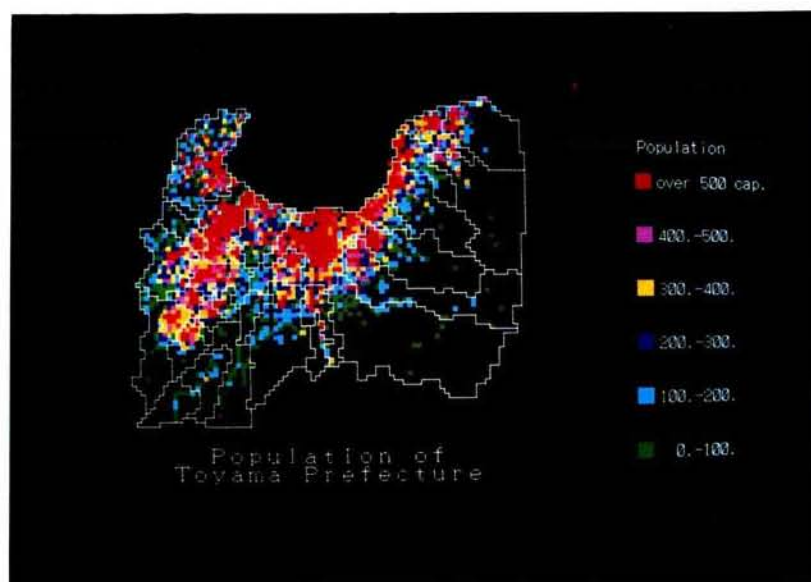 Population
over 500 cap.
400.-500.
300.-400.
200.-300.
100.-200.
0.-100.
Population of
Toyama Prefecture